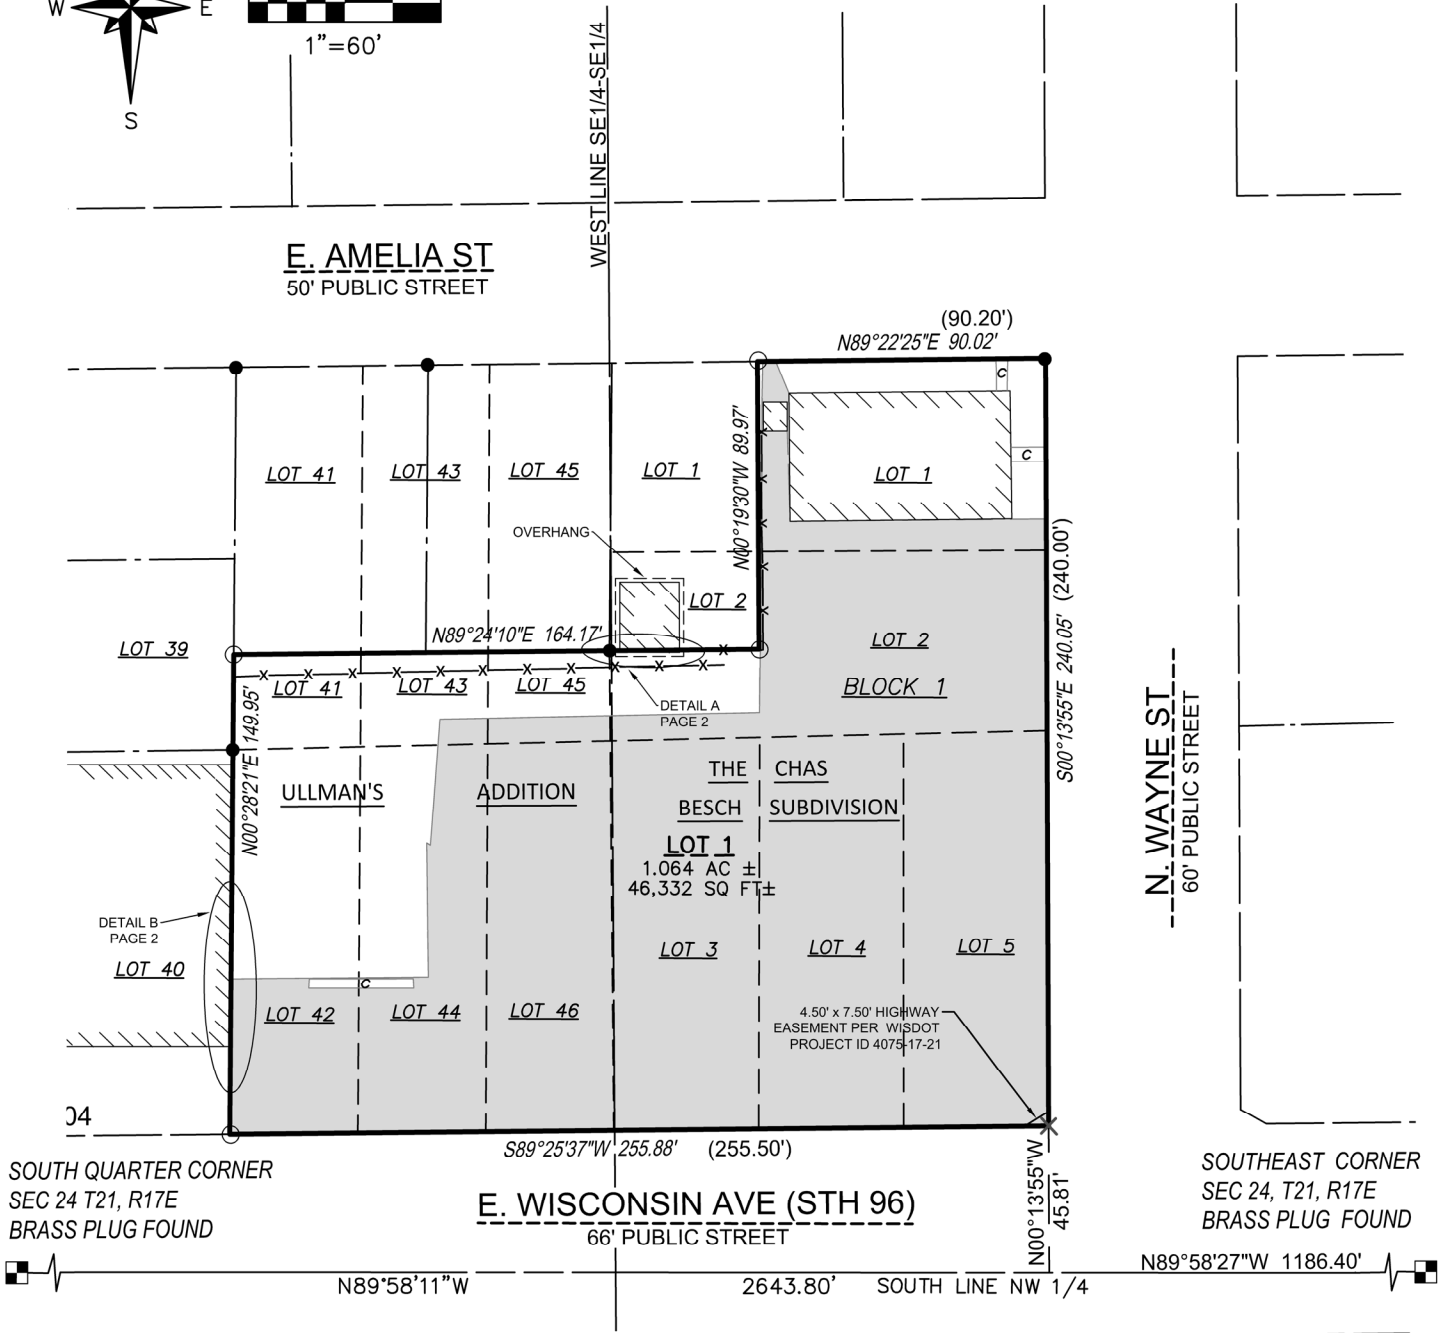 W E
1"=60'
S
WEST LINE SE1/4-SE1/4
E. AMELIA ST
50' PUBLIC STREET
(90.20')
N89°22'25"E 90.02'
N00°19'30"W 89.97'
LOT 41
LOT 43
LOT 45
LOT 1
C
C
LOT 1
OVERHANG
LOT 2
LOT 39
N89°24'10"E 164.17'
LOT 2
BLOCK 1
LOT 41
LOT 43
LOT 45
DETAIL A
PAGE 2
S00°13'55"E 240.05' (240.00')
N. WAYNE ST
60' PUBLIC STREET
N00°28'21"E 149.95'
ULLMAN'S ADDITION
THE CHAS
BESCH SUBDIVISION
LOT 1
1.064 AC ±
46,332 SQ FT±
DETAIL B
PAGE 2
LOT 40
LOT 3
LOT 4
LOT 5
C
LOT 42
LOT 44
LOT 46
4.50' x 7.50' HIGHWAY
EASEMENT PER WISDOT
PROJECT ID 4075-17-21
04
S89°25'37"W 255.88' (255.50')
SOUTH QUARTER CORNER
SEC 24 T21, R17E
BRASS PLUG FOUND
E. WISCONSIN AVE (STH 96)
66' PUBLIC STREET
N00°13'55"W
45.81'
SOUTHEAST CORNER
SEC 24, T21, R17E
BRASS PLUG FOUND
N89°58'27"W 1186.40'
N89°58'11"W 2643.80' SOUTH LINE NW 1/4